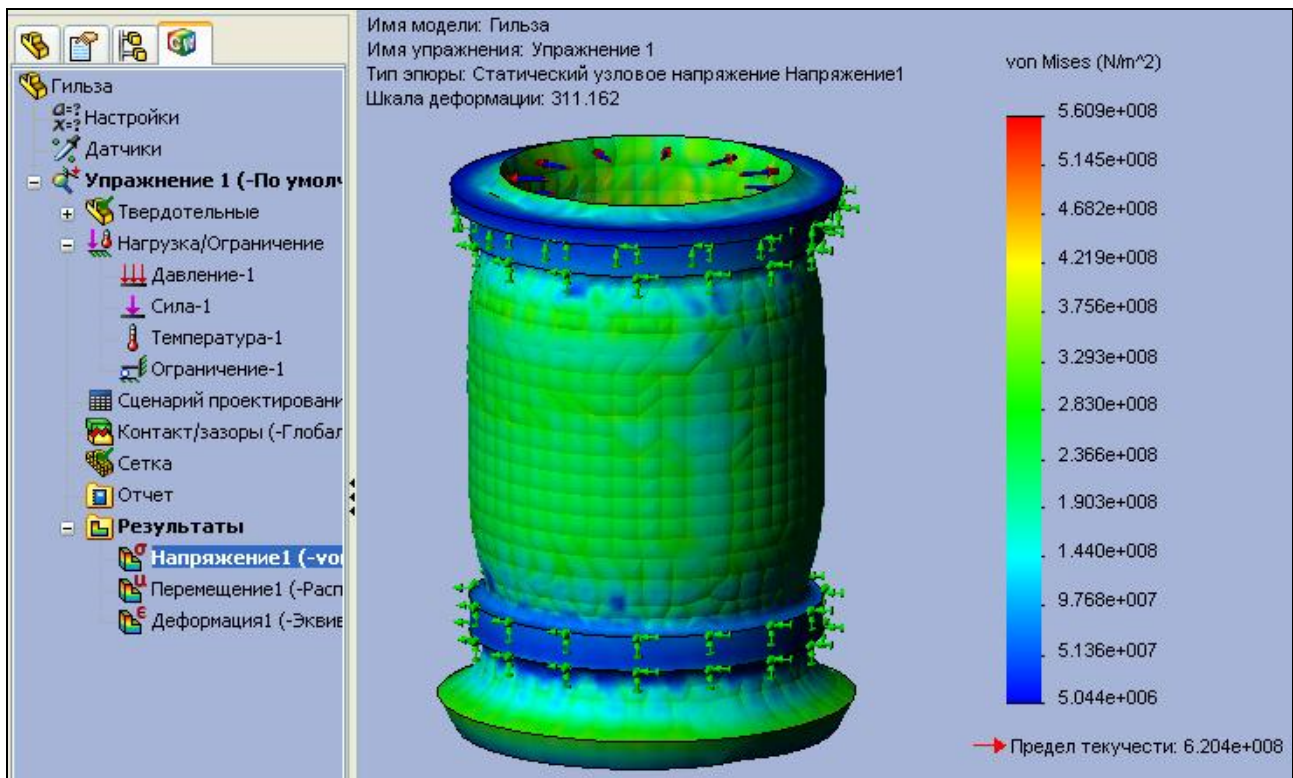 Гильза
Настройки
Датчики
Упражнение 1 (-По умолч
Твердотельные
Нагрузка/Ограничение
Давление-1
Сила-1
Температура-1
Ограничение-1
Сценарий проектировани
Контакт/зазоры (-Глобал
Сетка
Отчет
Результаты
Напряжение1 (-vo
Перемещение1 (-Расп
Деформация1 (-Эквив
Имя модели: Гильза
Имя упражнения: Упражнение 1
Тип эпюры: Статический узловое напряжение Напряжение1
Шкала деформации: 311.162
von Mises (N/m^2)
5.609e+008
5.145e+008
4.682e+008
4.219e+008
3.756e+008
3.293e+008
2.830e+008
2.366e+008
1.903e+008
1.440e+008
9.768e+007
5.136e+007
5.044e+006
Предел текучести: 6.204e+008